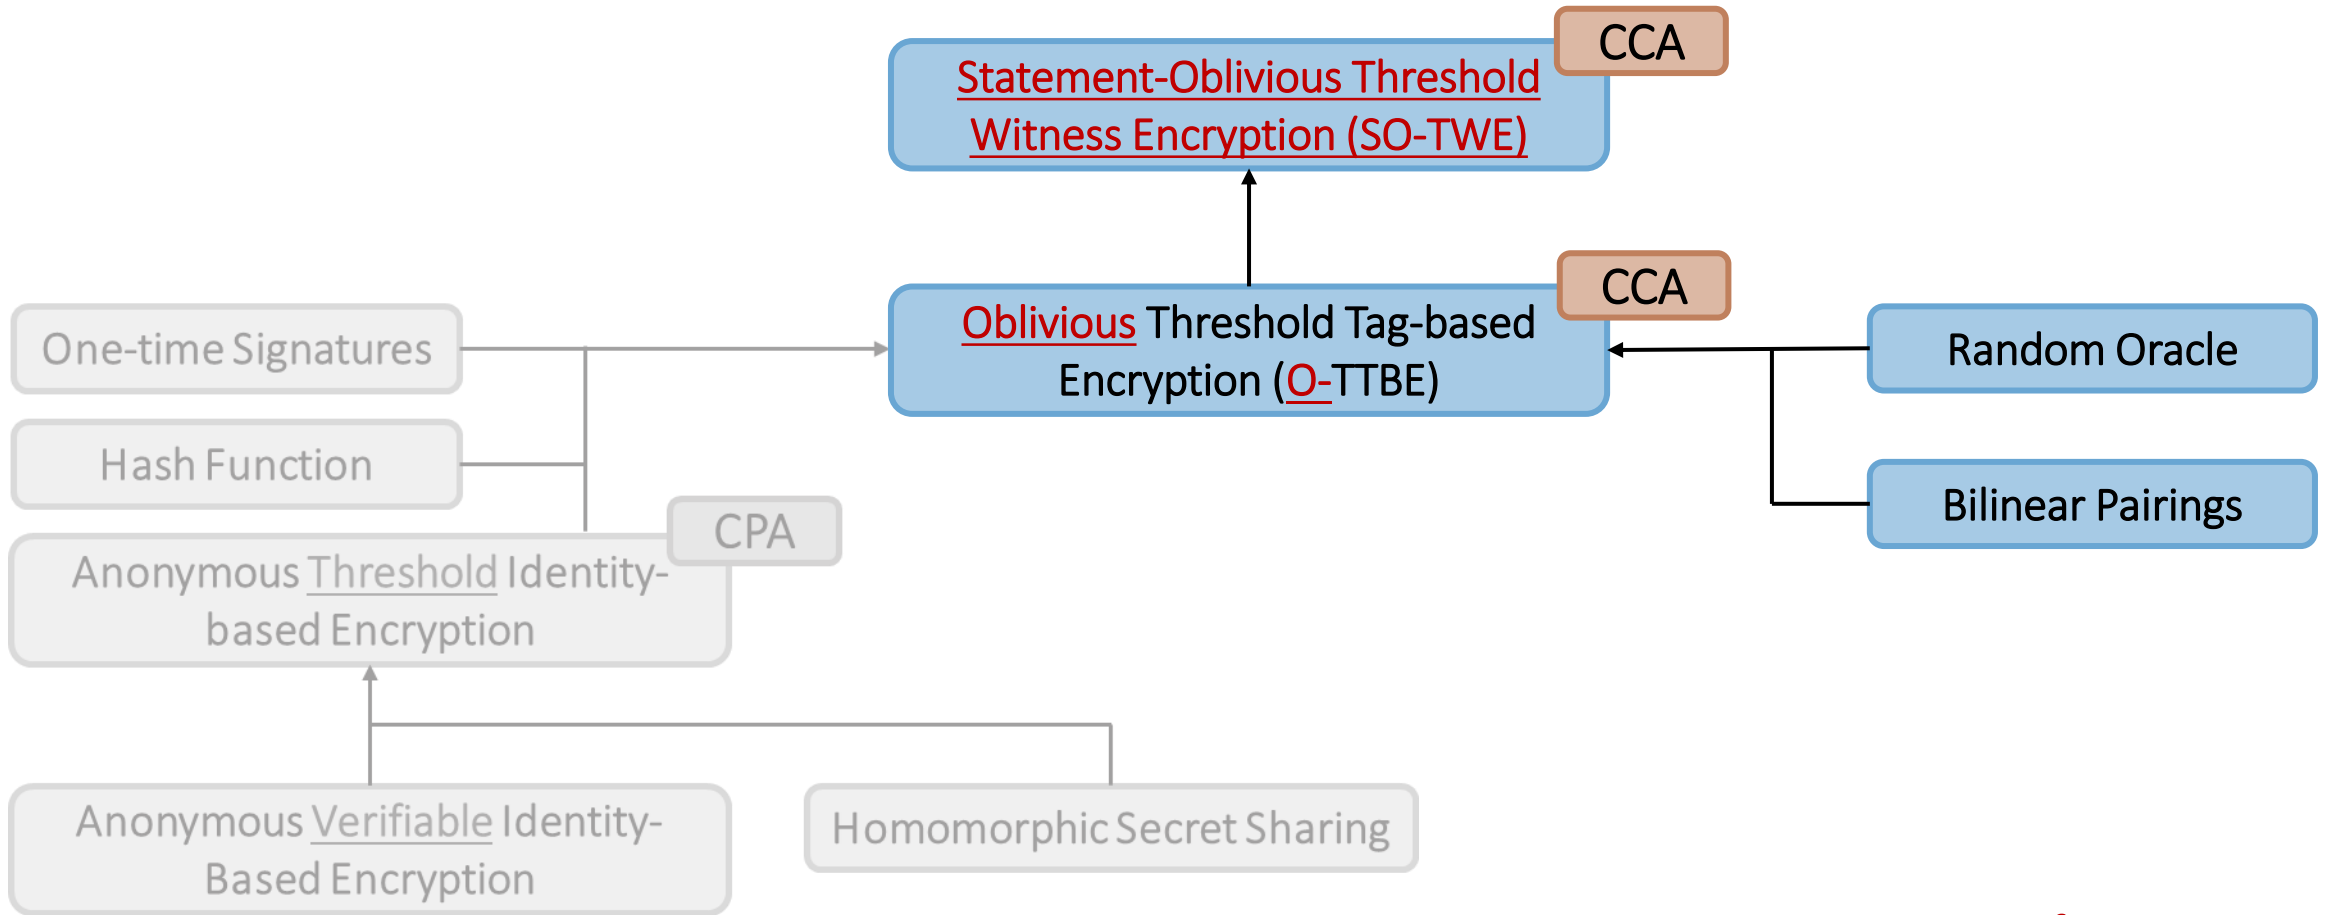 CCA
Statement-Oblivious Threshold
Witness Encryption (SO-TWE)
CCA
Oblivious Threshold Tag-based
Encryption (O-TTBE)
One-time Signatures
Random Oracle
Hash Function
Bilinear Pairings
CPA
Anonymous Threshold Identity-
based Encryption
Anonymous Verifiable Identity-
Based Encryption
Homomorphic Secret Sharing